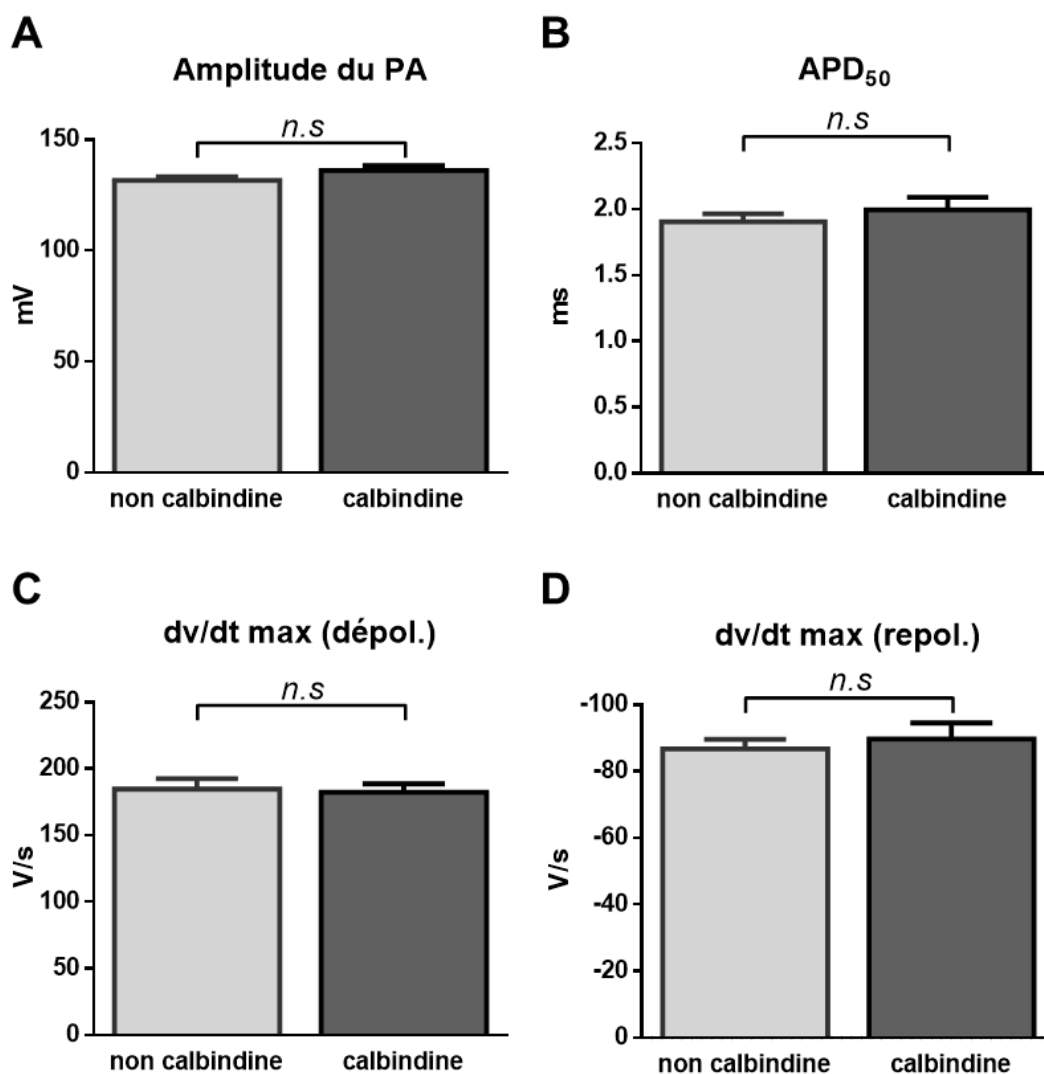 A
Amplitude du PA
n.s
150
100
50
0
mV
non calbindine
calbindine
B
APD₅₀
n.s
2.5
2.0
1.5
1.0
0.5
0.0
ms
non calbindine
calbindine
C
dv/dt max (dépol.)
n.s
250
200
150
100
50
0
V/s
non calbindine
calbindine
D
dv/dt max (repol.)
n.s
-100
-80
-60
-40
-20
0
V/s
non calbindine
calbindine